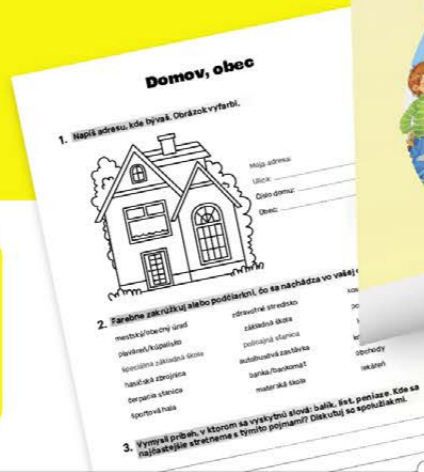 Domov, obec
1. Napíš adresu, kde bývaš. Obrázok vyfarbi.
Moja adresa:
Ulica:
Číslo domu:
Obec:
2. Farebne zakrúžkuj alebo podčiarkni, čo sa nachádza vo vašej
mestský/obecný úrad
plaváreň/kúpalisko
špeciálna základná škola
hasičská zbrojnica
čerpacia stanica
športová hala
zdravotné stredisko
základná škola
policajná stanica
autobusová zastávka
banka/bankomat
materská škola
obchody
lekáreň
3. Vymysli príbeh, v ktorom sa vyskytnú slová: balík, list, peniaze. Kde sa
najčastejšie stretneme s týmito pojmami? Diskutuj so spolužiakmi.